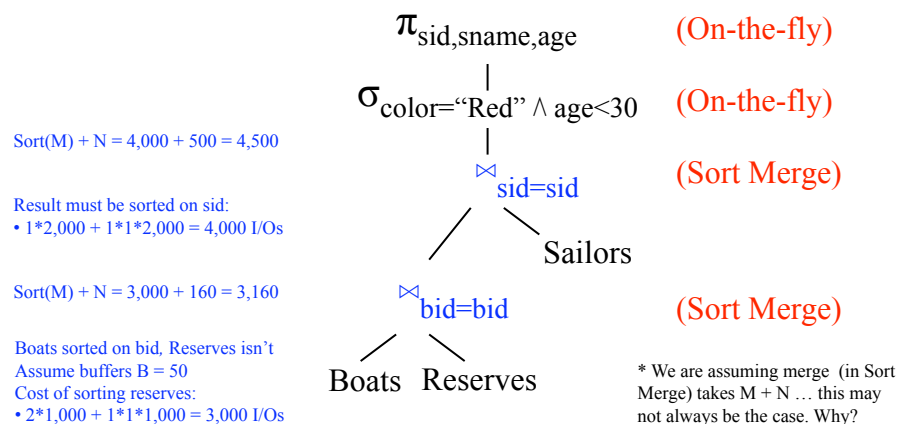 π sid,sname,age (On-the-fly)
σ color=“Red” ∧ age<30 (On-the-fly)
Sort(M) + N = 4,000 + 500 = 4,500
⋈ sid=sid (Sort Merge)
Result must be sorted on sid:
• 1*2,000 + 1*1*2,000 = 4,000 I/Os
Sailors
Sort(M) + N = 3,000 + 160 = 3,160
⋈ bid=bid (Sort Merge)
Boats sorted on bid, Reserves isn’t
Assume buffers B = 50
Cost of sorting reserves:
• 2*1,000 + 1*1*1,000 = 3,000 I/Os
Boats Reserves
* We are assuming merge (in Sort
Merge) takes M + N … this may
not always be the case. Why?